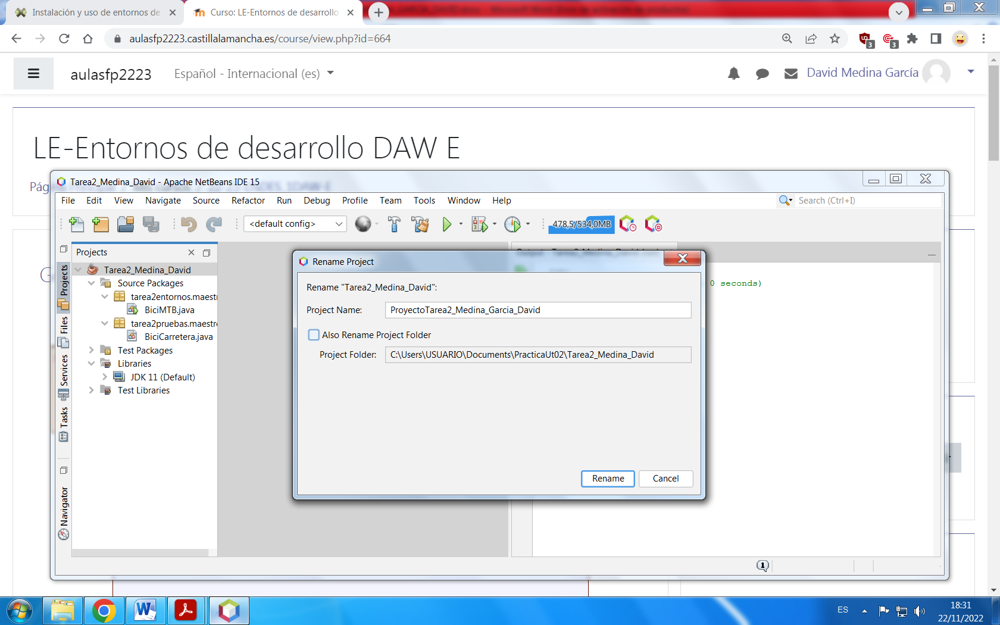 Instalación y uso de entornos de
Curso: LE-Entornos de desarrollo
aulasfp2223.castillalamancha.es/course/view.php?id=664
3
3
aulasfp2223
Español - Internacional (es)
David Medina García
LE-Entornos de desarrollo DAW E
Tarea2_Medina_David - Apache NetBeans IDE 15
File Edit View Navigate Source Refactor Run Debug Profile Team Tools Window Help
Search (Ctrl+I)
<default config>
478,5/534,0MB
Projects
Projects
Files
Services
Tasks
Navigator
Tarea2_Medina_David
Source Packages
tarea2entornos.maestr
BiciMTB.java
tarea2pruebas.maestr
BiciCarretera.java
Test Packages
Libraries
JDK 11 (Default)
Test Libraries
Rename Project
Rename "Tarea2_Medina_David":
Project Name: ProyectoTarea2_Medina_Garcia_David
Also Rename Project Folder
Project Folder: C:\Users\USUARIO\Documents\PracticaUt02\Tarea2_Medina_David
Rename Cancel
0 seconds)
1
ES
18:31
22/11/2022